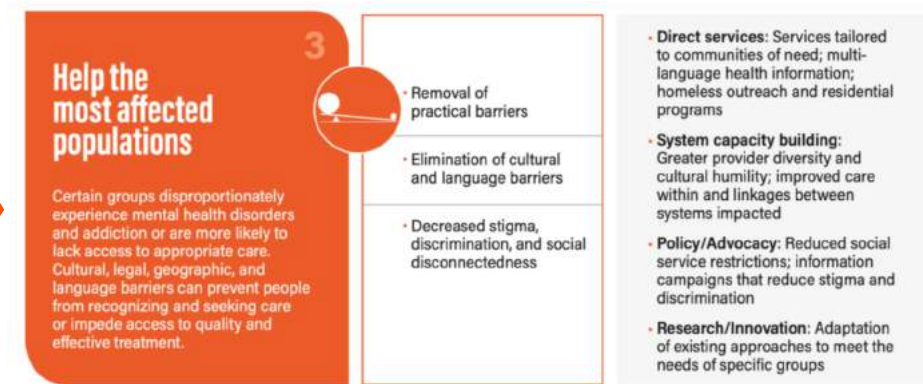 3
Help the
most affected
populations
Certain groups disproportionately
experience mental health disorders
and addiction or are more likely to
lack access to appropriate care.
Cultural, legal, geographic, and
language barriers can prevent people
from recognizing and seeking care
or impede access to quality and
effective treatment.
• Removal of
practical barriers
• Elimination of cultural
and language barriers
• Decreased stigma,
discrimination, and social
disconnectedness
• Direct services: Services tailored
to communities of need; multi-
language health information;
homeless outreach and residential
programs
• System capacity building:
Greater provider diversity and
cultural humility; improved care
within and linkages between
systems impacted
• Policy/Advocacy: Reduced social
service restrictions; information
campaigns that reduce stigma and
discrimination
• Research/Innovation: Adaptation
of existing approaches to meet the
needs of specific groups